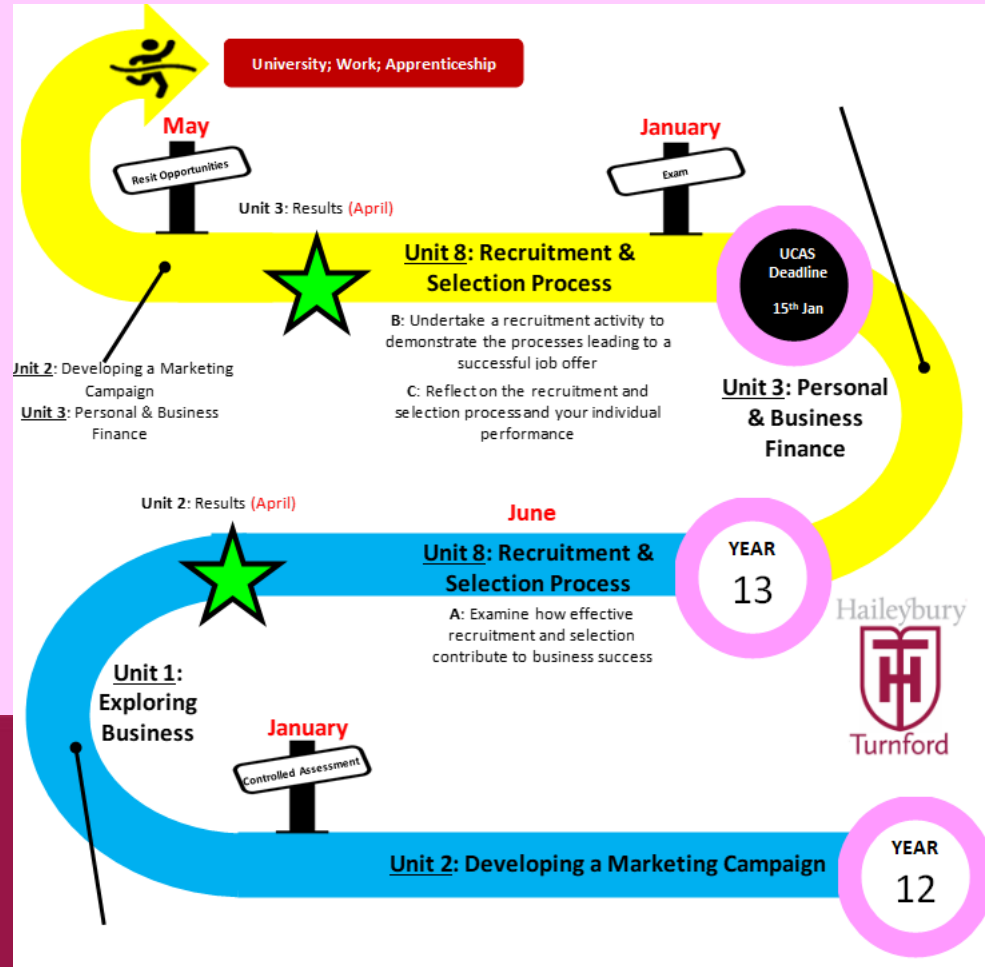 University; Work; Apprenticeship
May
Resit Opportunities
January
Exam
Unit 3: Results (April)
Unit 8: Recruitment &
Selection Process
UCAS
Deadline
15th Jan
B: Undertake a recruitment activity to
demonstrate the processes leading to a
successful job offer
C: Reflect on the recruitment and
selection process and your individual
performance
Unit 2: Developing a Marketing
Campaign
Unit 3: Personal & Business
Finance
Unit 3: Personal
& Business
Finance
Unit 2: Results (April)
June
Unit 8: Recruitment &
Selection Process
A: Examine how effective
recruitment and selection
contribute to business success
YEAR
13
Haileybury
TH
Turnford
Unit 1:
Exploring
Business
January
Controlled Assessment
Unit 2: Developing a Marketing Campaign
YEAR
12